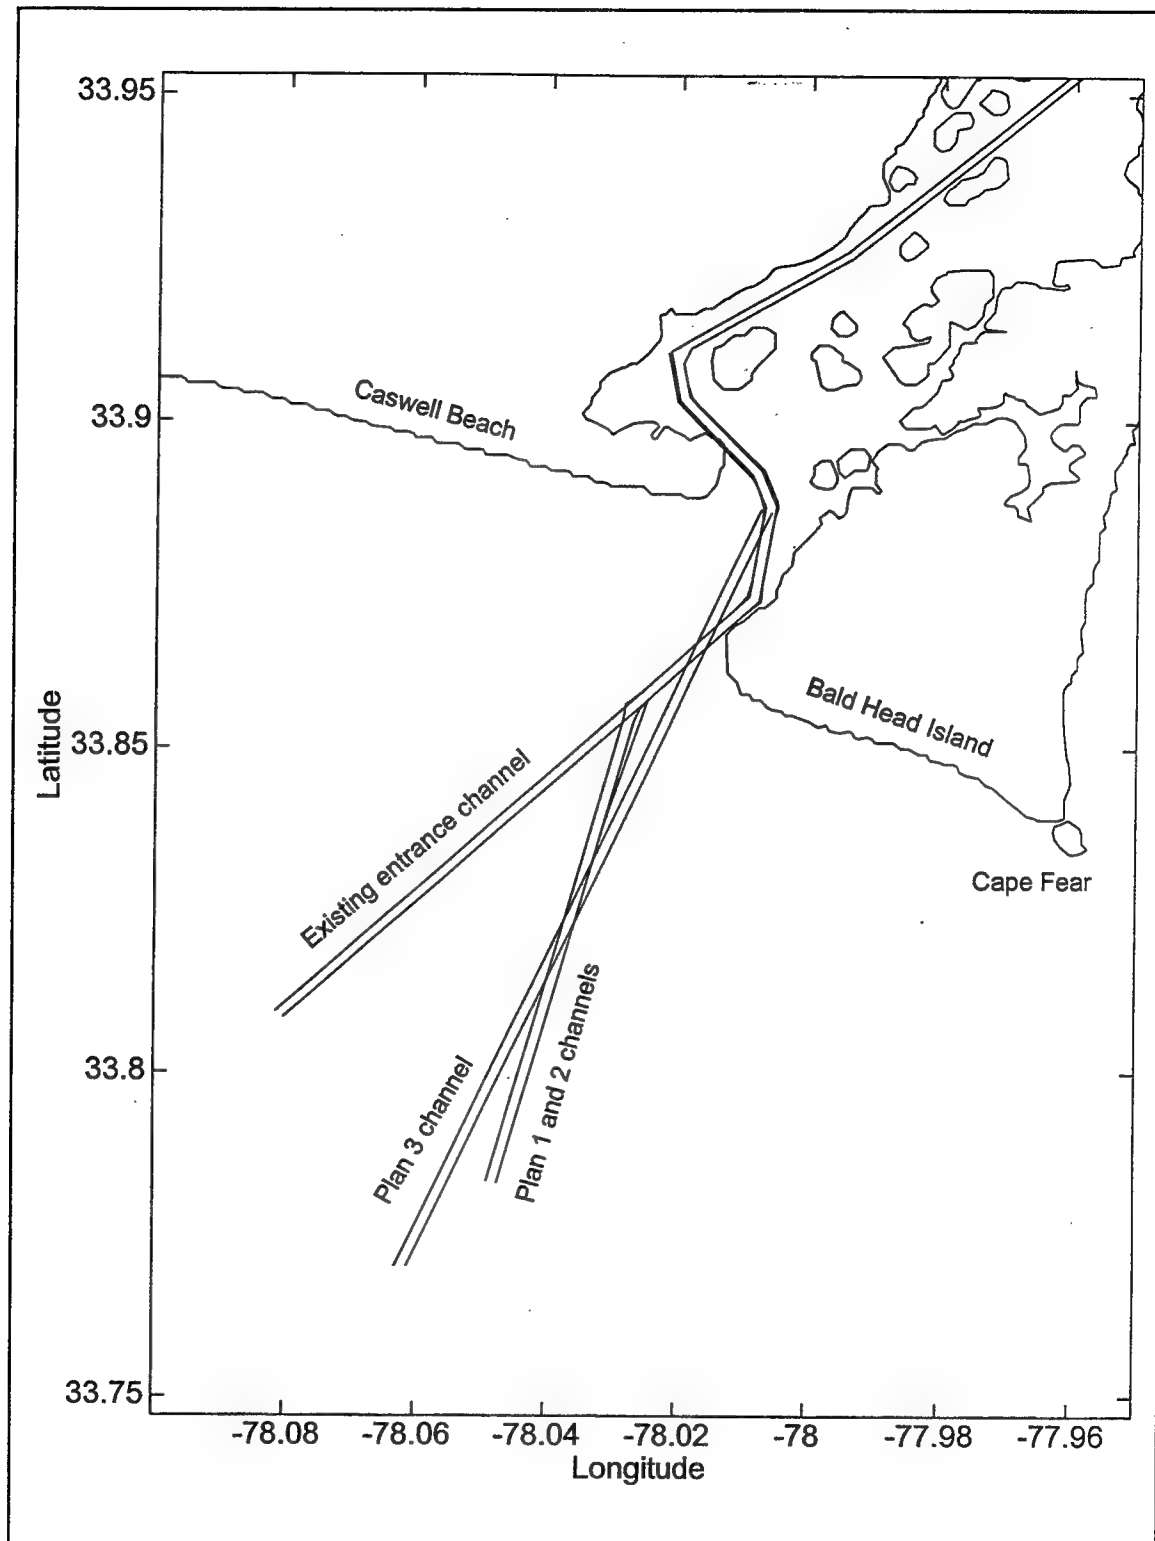 33.95
Caswell Beach
33.9
Bald Head Island
Latitude
33.85
Existing entrance channel
Cape Fear
Plan 1 and 2 channels
33.8
Plan 3 channel
33.75
-78.08 -78.06 -78.04 -78.02 -78 -77.98 -77.96
Longitude